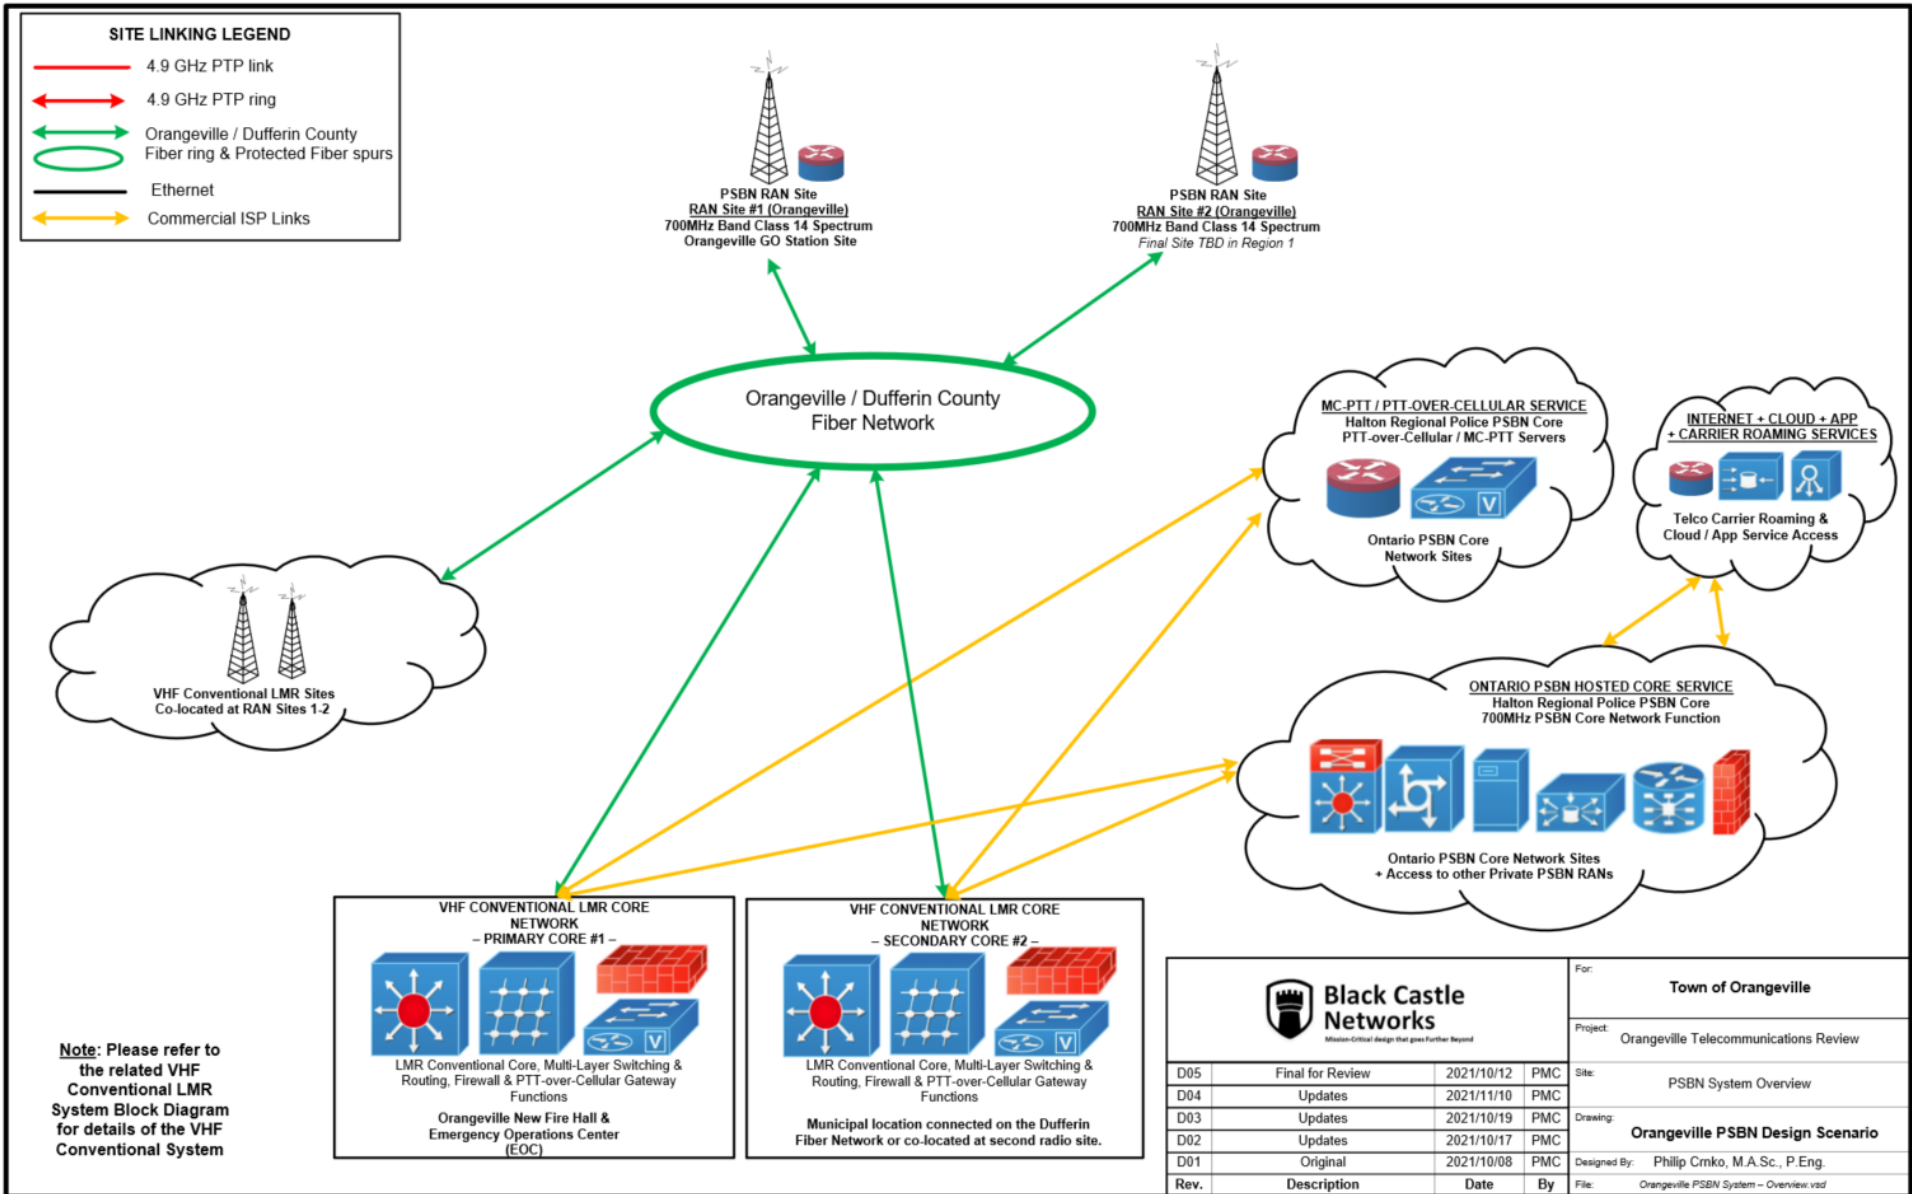 SITE LINKING LEGEND
4.9 GHz PTP link
4.9 GHz PTP ring
Orangeville / Dufferin County
Fiber ring & Protected Fiber spurs
Ethernet
Commercial ISP Links
PSBN RAN Site
RAN Site #1 (Orangeville)
700MHz Band Class 14 Spectrum
Orangeville GO Station Site
PSBN RAN Site
RAN Site #2 (Orangeville)
700MHz Band Class 14 Spectrum
Final Site TBD in Region 1
Orangeville / Dufferin County
Fiber Network
MC-PTT / PTT-OVER-CELLULAR SERVICE
Halton Regional Police PSBN Core
PTT-over-Cellular / MC-PTT Servers
V
Ontario PSBN Core
Network Sites
INTERNET + CLOUD + APP
+ CARRIER ROAMING SERVICES
Telco Carrier Roaming &
Cloud / App Service Access
VHF Conventional LMR Sites
Co-located at RAN Sites 1-2
ONTARIO PSBN HOSTED CORE SERVICE
Halton Regional Police PSBN Core
700MHz PSBN Core Network Function
Ontario PSBN Core Network Sites
+ Access to other Private PSBN RANs
VHF CONVENTIONAL LMR CORE
NETWORK
– PRIMARY CORE #1 –
V
LMR Conventional Core, Multi-Layer Switching &
Routing, Firewall & PTT-over-Cellular Gateway
Functions
Orangeville New Fire Hall &
Emergency Operations Center
(EOC)
VHF CONVENTIONAL LMR CORE
NETWORK
– SECONDARY CORE #2 –
V
LMR Conventional Core, Multi-Layer Switching &
Routing, Firewall & PTT-over-Cellular Gateway
Functions
Municipal location connected on the Dufferin
Fiber Network or co-located at second radio site.
Note: Please refer to
the related VHF
Conventional LMR
System Block Diagram
for details of the VHF
Conventional System
Black Castle
Networks
Mission-Critical design that goes Further Beyond
D05 Final for Review 2021/10/12 PMC
D04 Updates 2021/11/10 PMC
D03 Updates 2021/10/19 PMC
D02 Updates 2021/10/17 PMC
D01 Original 2021/10/08 PMC
Rev. Description Date By
For:
Town of Orangeville
Project:
Orangeville Telecommunications Review
Site:
PSBN System Overview
Drawing:
Orangeville PSBN Design Scenario
Designed By: Philip Crnko, M.A.Sc., P.Eng.
File: Orangeville PSBN System – Overview.vsd